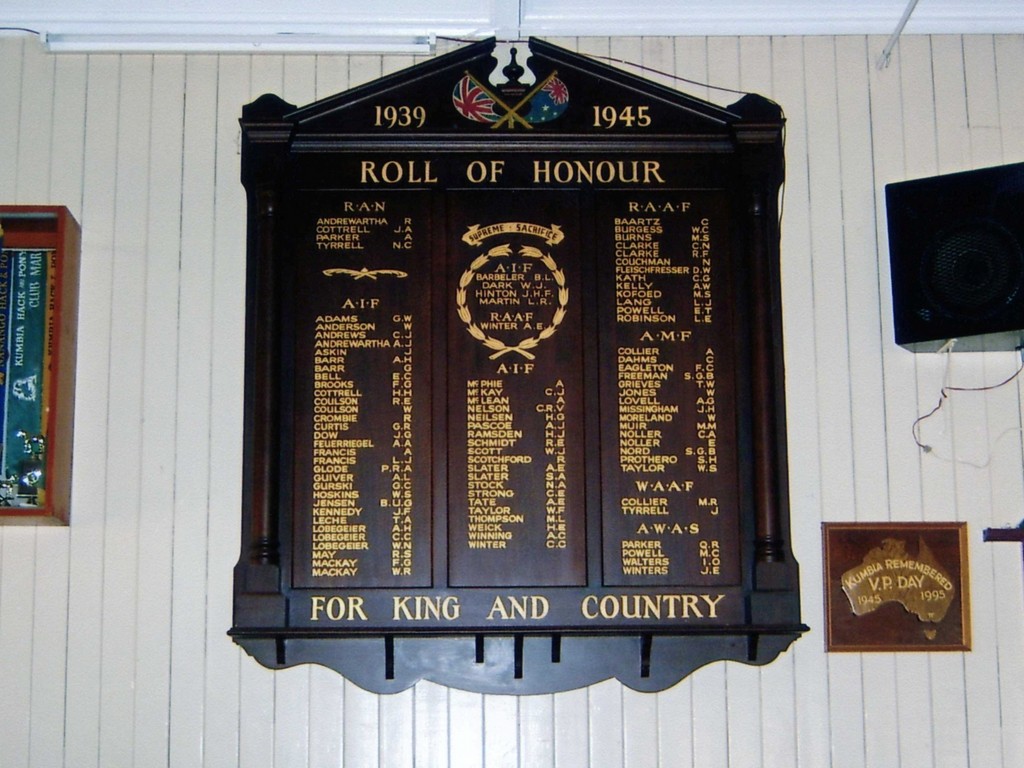 1939 1945
ROLL OF HONOUR
R·A·N
ANDREWARTHA R
COTTRELL J.A
PARKER A
TYRRELL N.C
A·I·F
ADAMS G.W
ANDERSON W
ANDREWS C.J
ANDREWARTHA A.J
ASKIN J
BARR A.H
BARR G
BELL E.C
BROOKS F.G
COTTRELL H.H
COULSON R.E
COULSON W
CROMBIE R
CURTIS G.R
DOW J.G
FEUERRIEGEL A.A
FRANCIS A
FRANCIS L.J
GLODE P.R.A
GUIVER A.L
GURSKI G.C
HOSKINS W.S
JENSEN B.U.G
KENNEDY J.F
LECHE T.A
LOBEGEIER A.H
LOBEGEIER C.C
LOBEGEIER W.N
MAY R.S
MACKAY F.G
MACKAY W.R
SUPREME · SACRIFICE
A·I·F
BARBELER B.L.
DARK W.J.
HINTON J.H.F.
MARTIN L.R.
R·A·A·F
WINTER A.E.
A·I·F
McPHIE A
McKAY C.J
McLEAN A
NELSON C.R.V
NEILSEN H.G
PASCOE A.J
RAMSDEN H.J
SCHMIDT R.E
SCOTT W.J
SCOTCHFORD R
SLATER A.E
SLATER S.A
STOCK N.A
STRONG C.E
TATE A.E
TAYLOR W.F
THOMPSON M.L
WEICK H.E
WINNING A.C
WINTER C.C
R·A·A·F
BAARTZ C
BURGESS W.C
BURNS M.S
CLARKE C.N
CLARKE R.F
COUCHMAN N
FLEISCHFRESSER D.W
KATH C.G
KELLY A.W
KOFOED M.S
LANG I.J
POWELL E.T
ROBINSON L.E
A·M·F
COLLIER A
DAHMS C
EAGLETON F.C
FREEMAN S.G.B
GRIEVES T.W
JONES W
LOVELL A.G
MISSINGHAM J.H
MORELAND W
MUIR M.M
NOLLER C.A
NOLLER E
NORD S.G.B
PROTHERO S.H
TAYLOR W.S
W·A·A·F
COLLIER M.R
TYRRELL J
A·W·A·S
PARKER Q.R
POWELL M.C
WALTERS I.O
WINTERS J.E
FOR KING AND COUNTRY
KUMBIA REMEMBERED
V.P. DAY
1945 1995
KUMBIA HACK AND PONY
CLUB